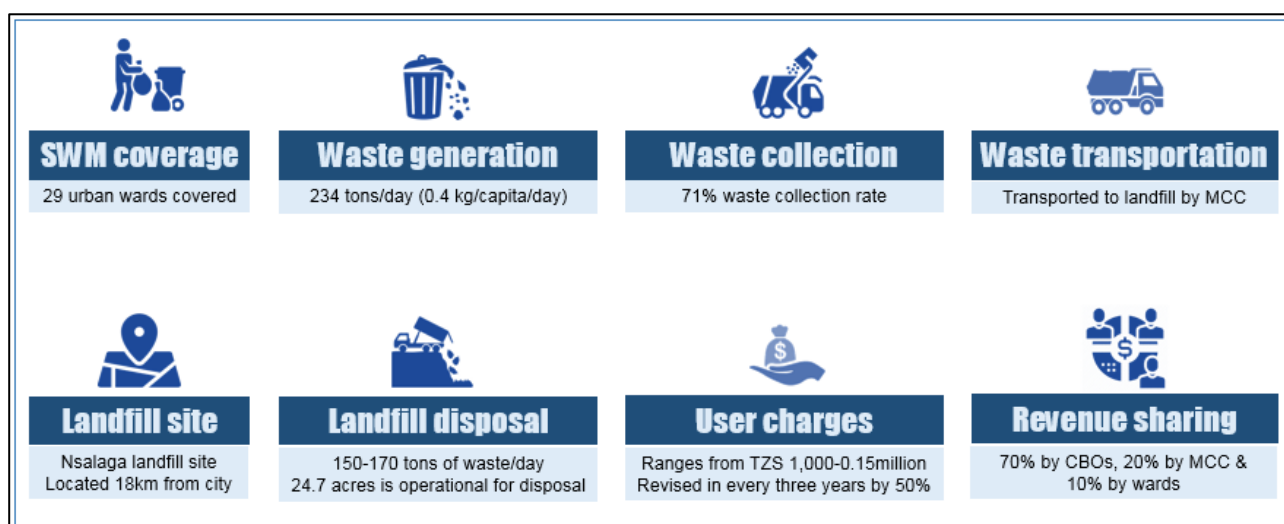 SWM coverage
29 urban wards covered
Waste generation
234 tons/day (0.4 kg/capita/day)
Waste collection
71% waste collection rate
Waste transportation
Transported to landfill by MCC
Landfill site
Nsalaga landfill site
Located 18km from city
Landfill disposal
150-170 tons of waste/day
24.7 acres is operational for disposal
$
User charges
Ranges from TZS 1,000-0.15million
Revised in every three years by 50%
$
Revenue sharing
70% by CBOs, 20% by MCC &
10% by wards